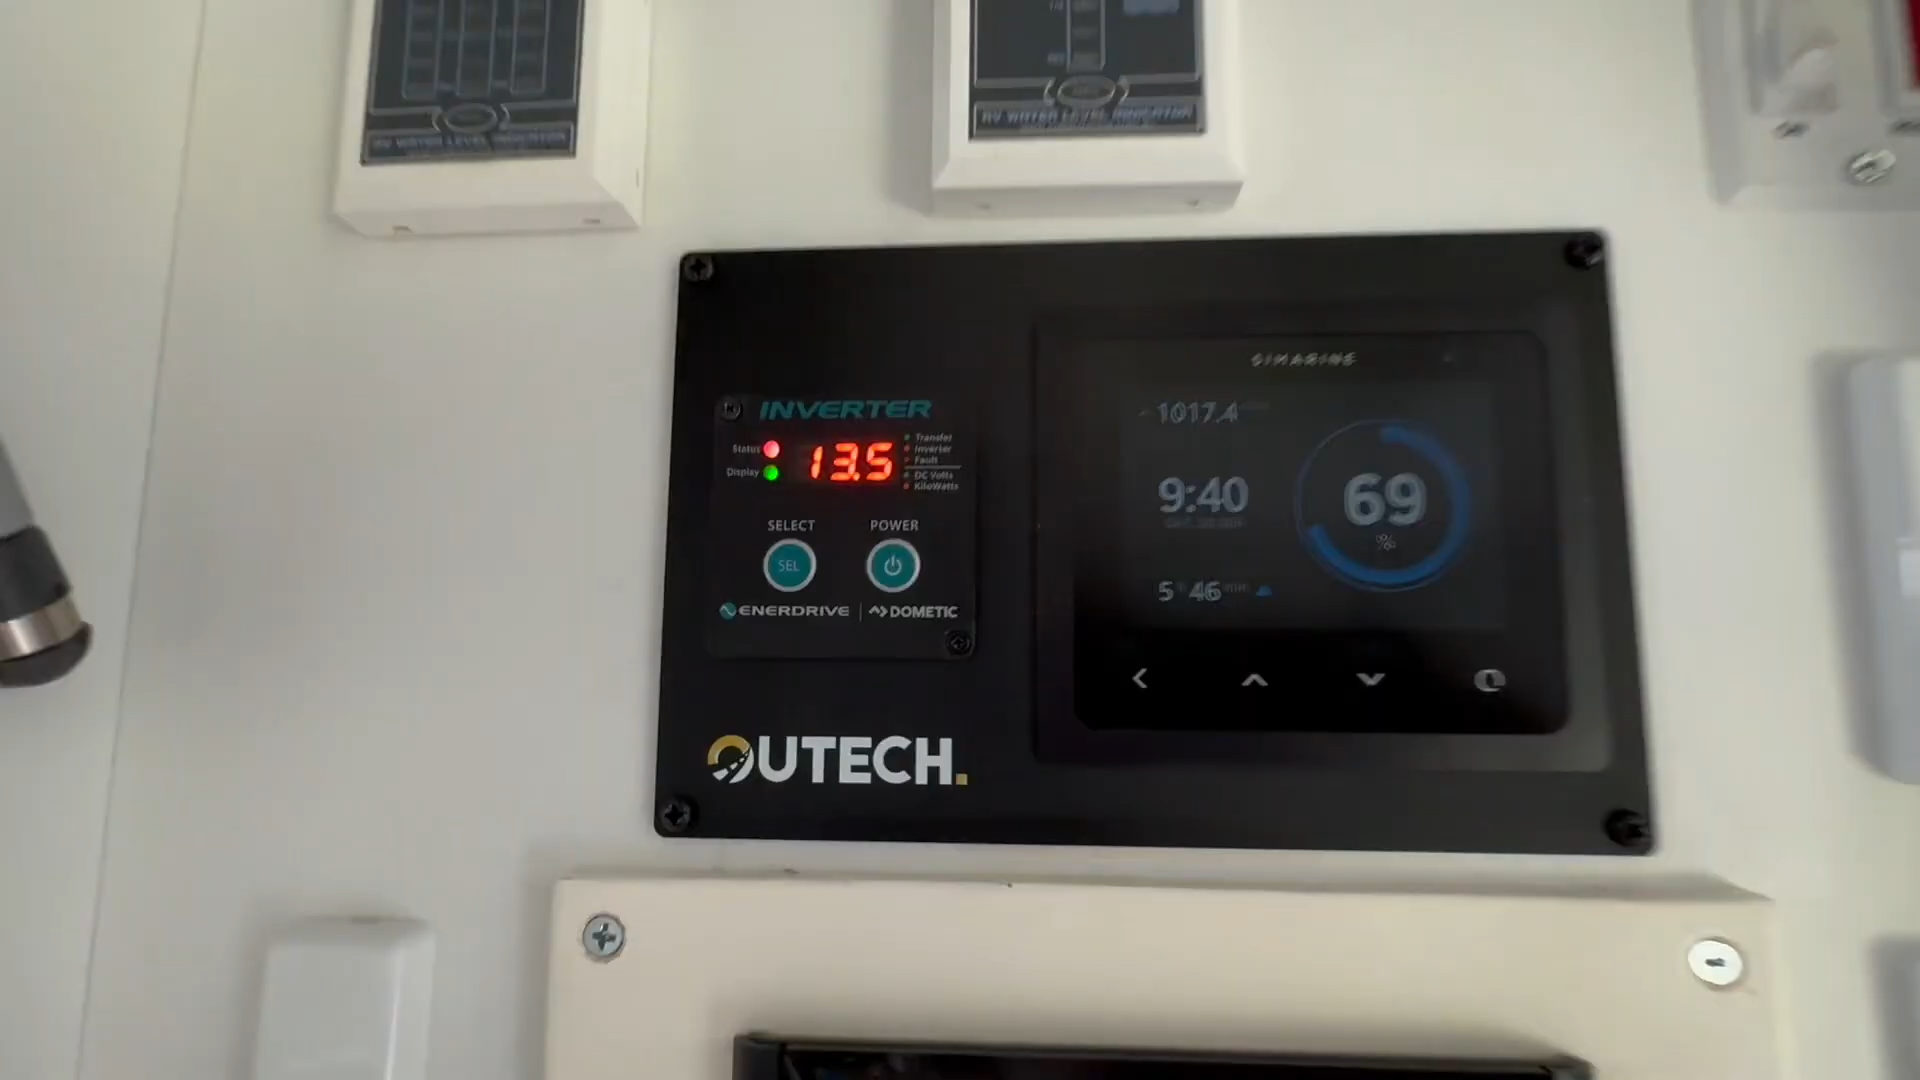 RV WATER LEVEL INDICATOR
RV WATER LEVEL INDICATOR
INVERTER
Status
Display
13.5
Transfer
Inverter
Fault
DC Volts
KiloWatts
SELECT
POWER
SEL
ENERDRIVE | DOMETIC
OUTECH.
SIMARINE
1017.4
9:40
69
%
5 h 46 min